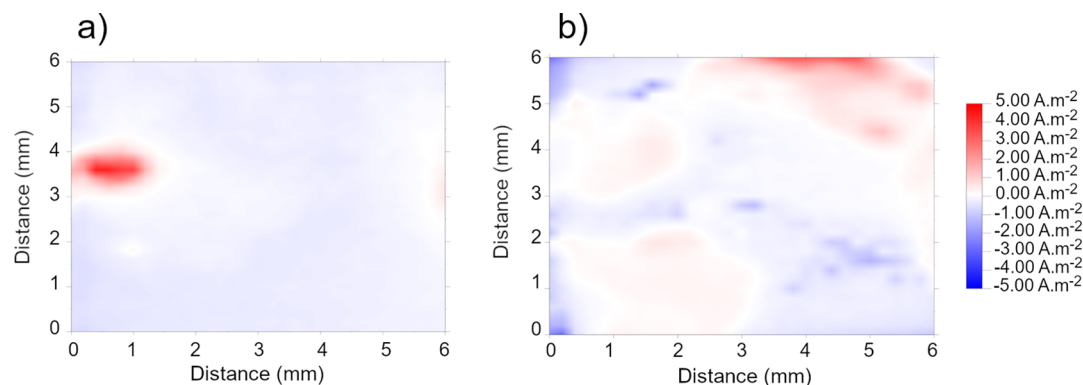 a)
6
5
4
3
2
1
0
Distance (mm)
0 1 2 3 4 5 6
Distance (mm)
b)
6
5
4
3
2
1
0
Distance (mm)
0 1 2 3 4 5 6
Distance (mm)
5.00 A.m⁻²
4.00 A.m⁻²
3.00 A.m⁻²
2.00 A.m⁻²
1.00 A.m⁻²
0.00 A.m⁻²
-1.00 A.m⁻²
-2.00 A.m⁻²
-3.00 A.m⁻²
-4.00 A.m⁻²
-5.00 A.m⁻²